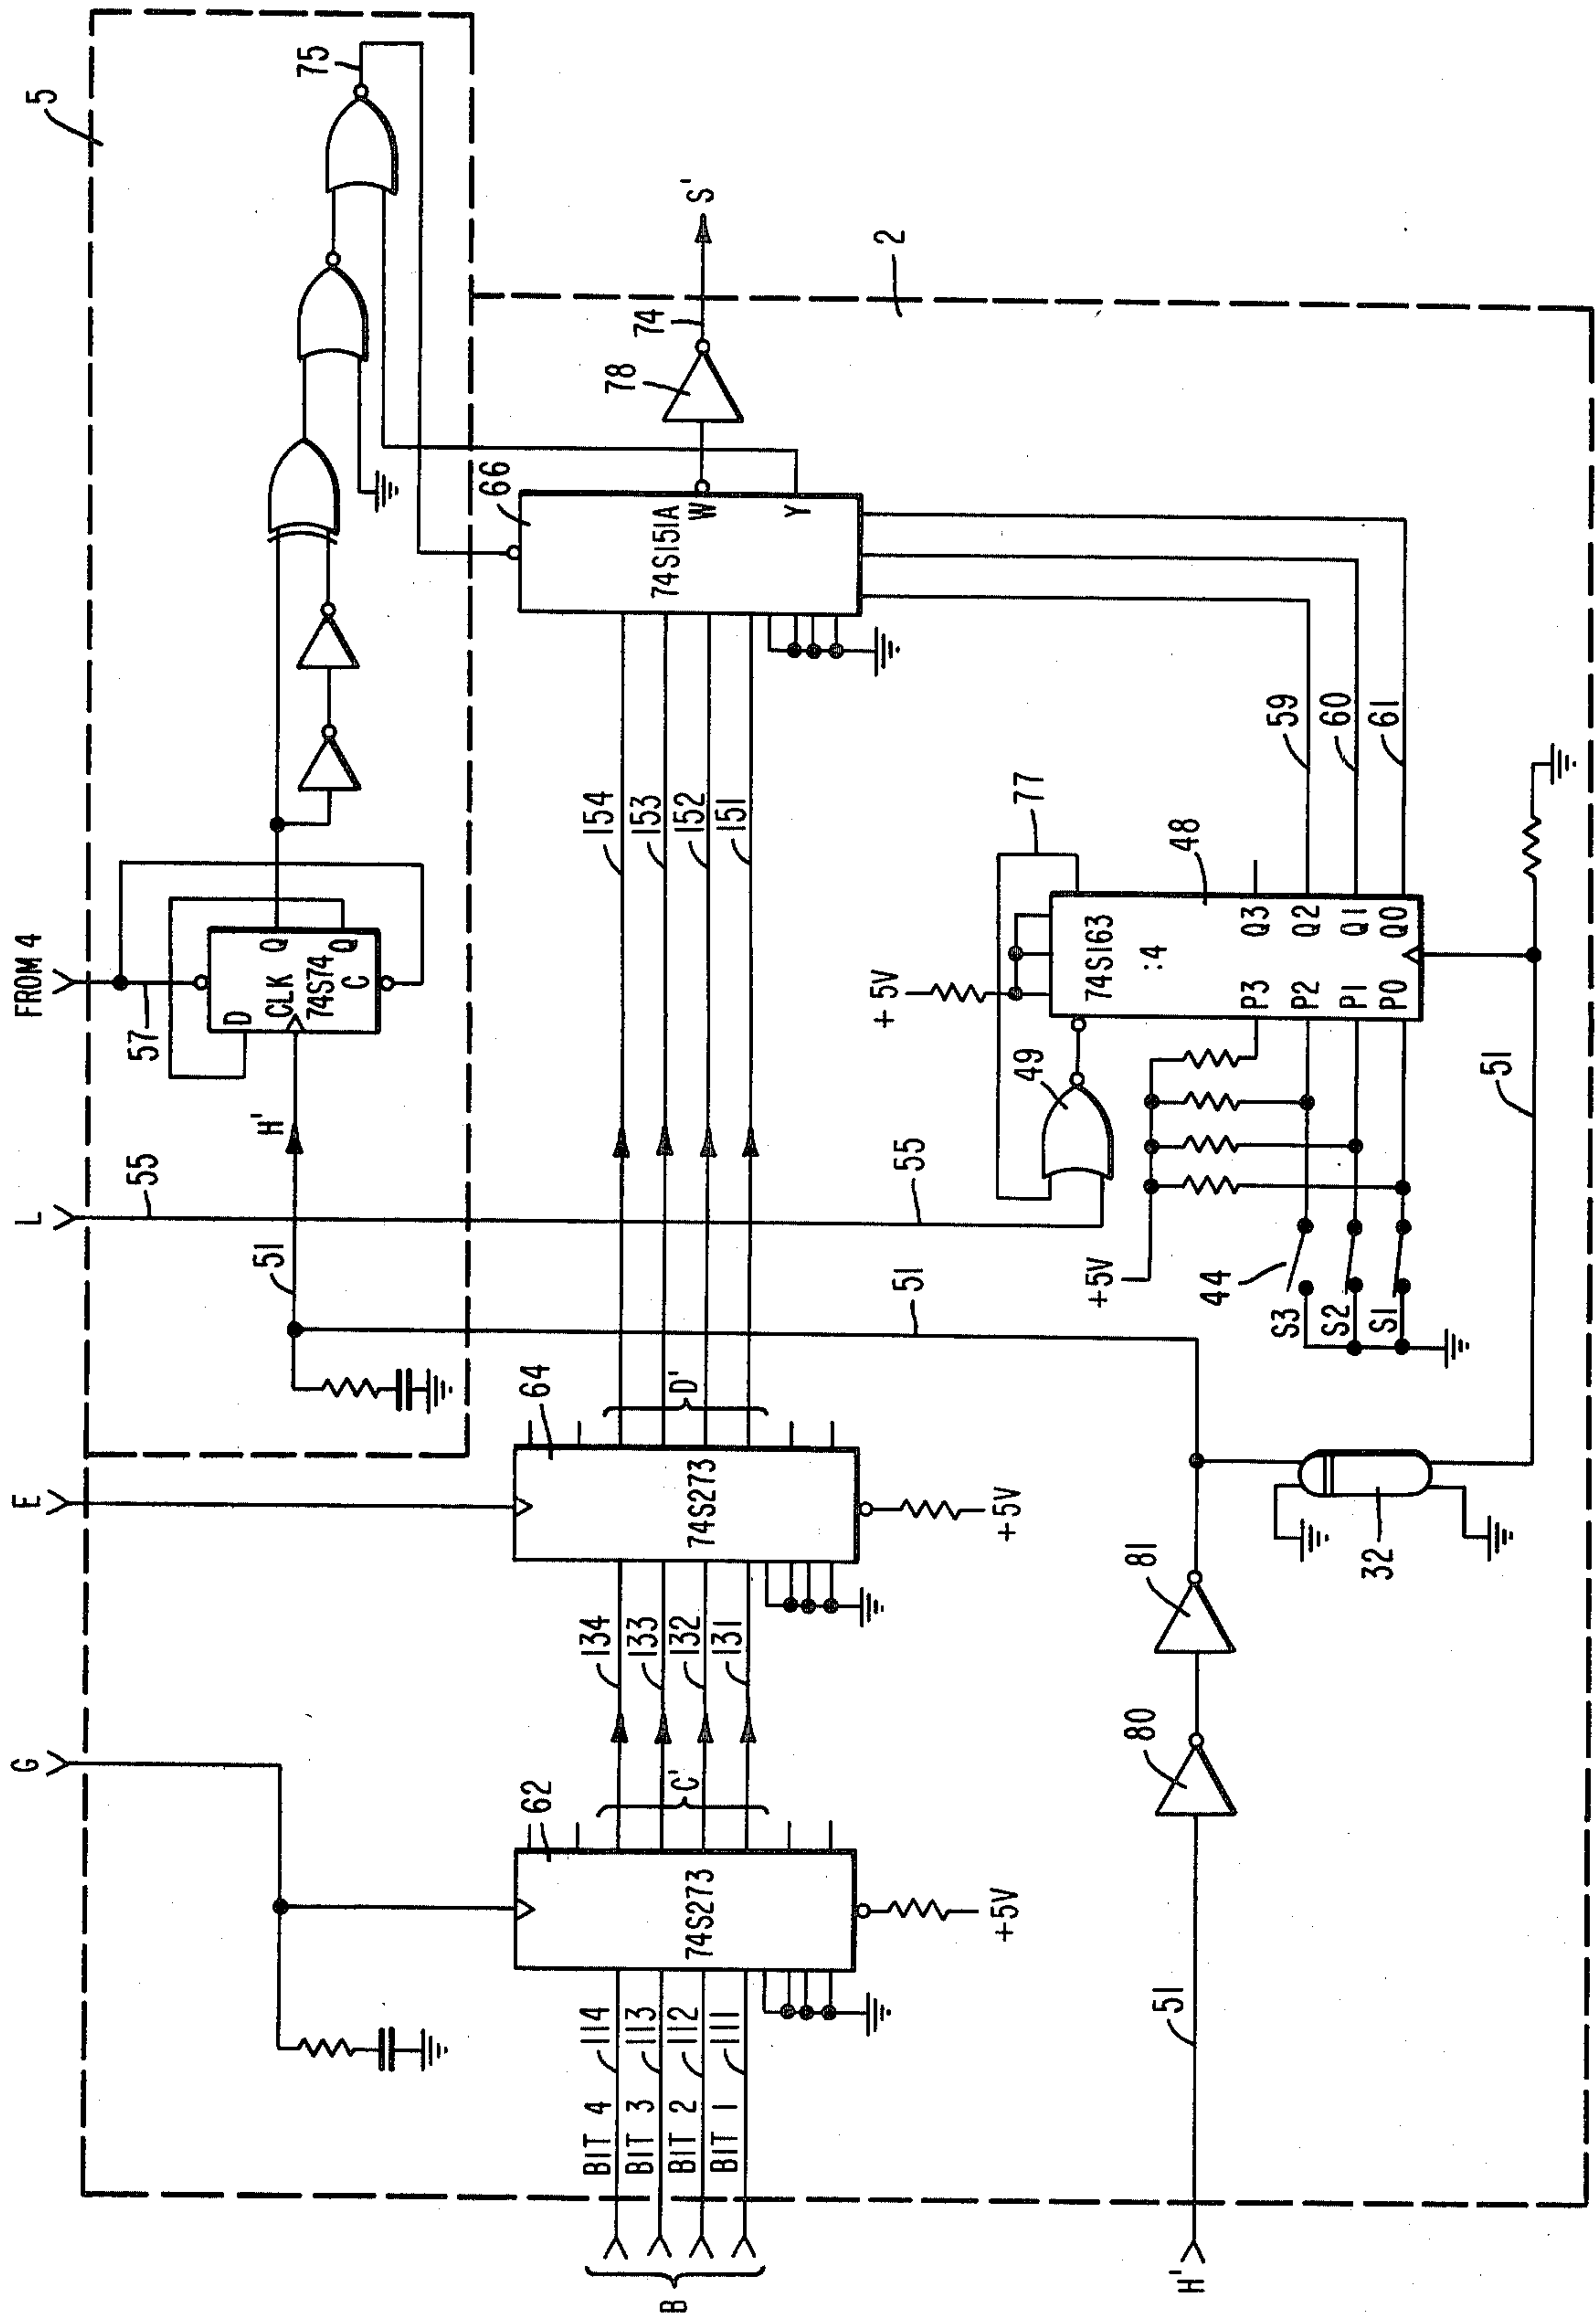 FROM 4
L
E
G
5
57
D
CLK
Q
74S74
Q
C
75
H'
55
51
B
BIT 4
114
BIT 3
113
BIT 2
112
BIT 1
111
62
74S273
+5V
C'
134
133
132
131
64
74S273
+5V
D'
154
153
152
151
66
74S151A
W
Y
78
74
S'
2
55
51
49
77
+5V
+5V
74S163
:4
48
P3
P2
P1
P0
Q3
Q2
Q1
Q0
59
60
61
44
S3
S2
S1
H'
51
80
81
32
51